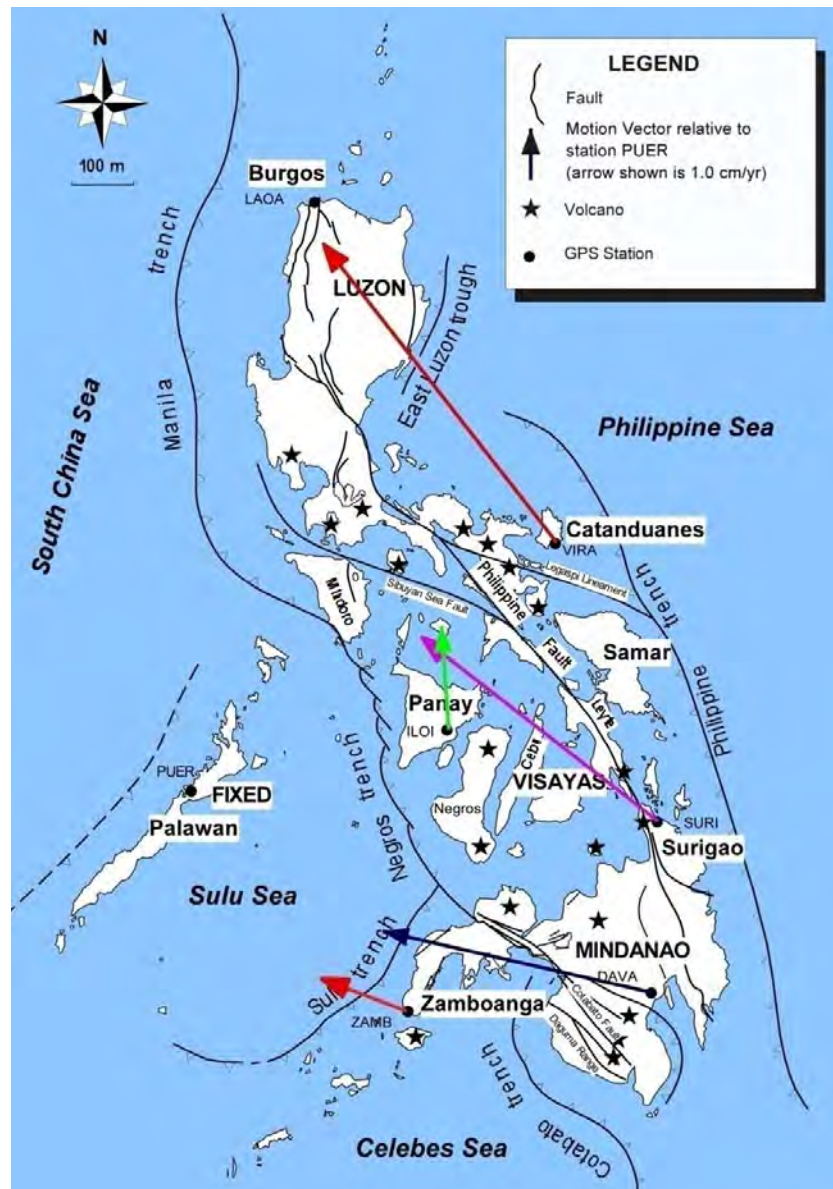 N
100 m
LEGEND
Fault
Motion Vector relative to
station PUER
(arrow shown is 1.0 cm/yr)
Volcano
GPS Station
Burgos
LAOA
LUZON
trench
Manila
East Luzon trough
South China Sea
Philippine Sea
Catanduanes
VIRA
Legaspi Lineament
Philippine
Fault
Sibuyan Sea Fault
trench
Philippine
Samar
Leyte
Panay
ILOI
Cebu
VISAYAS
Negros
Negros trench
PUER
FIXED
Palawan
SURI
Surigao
Sulu Sea
Sulu trench
MINDANAO
DAVA
Zamboanga
ZAMB
Cotabato Fault
Daguma Range
Cotabato trench
Celebes Sea